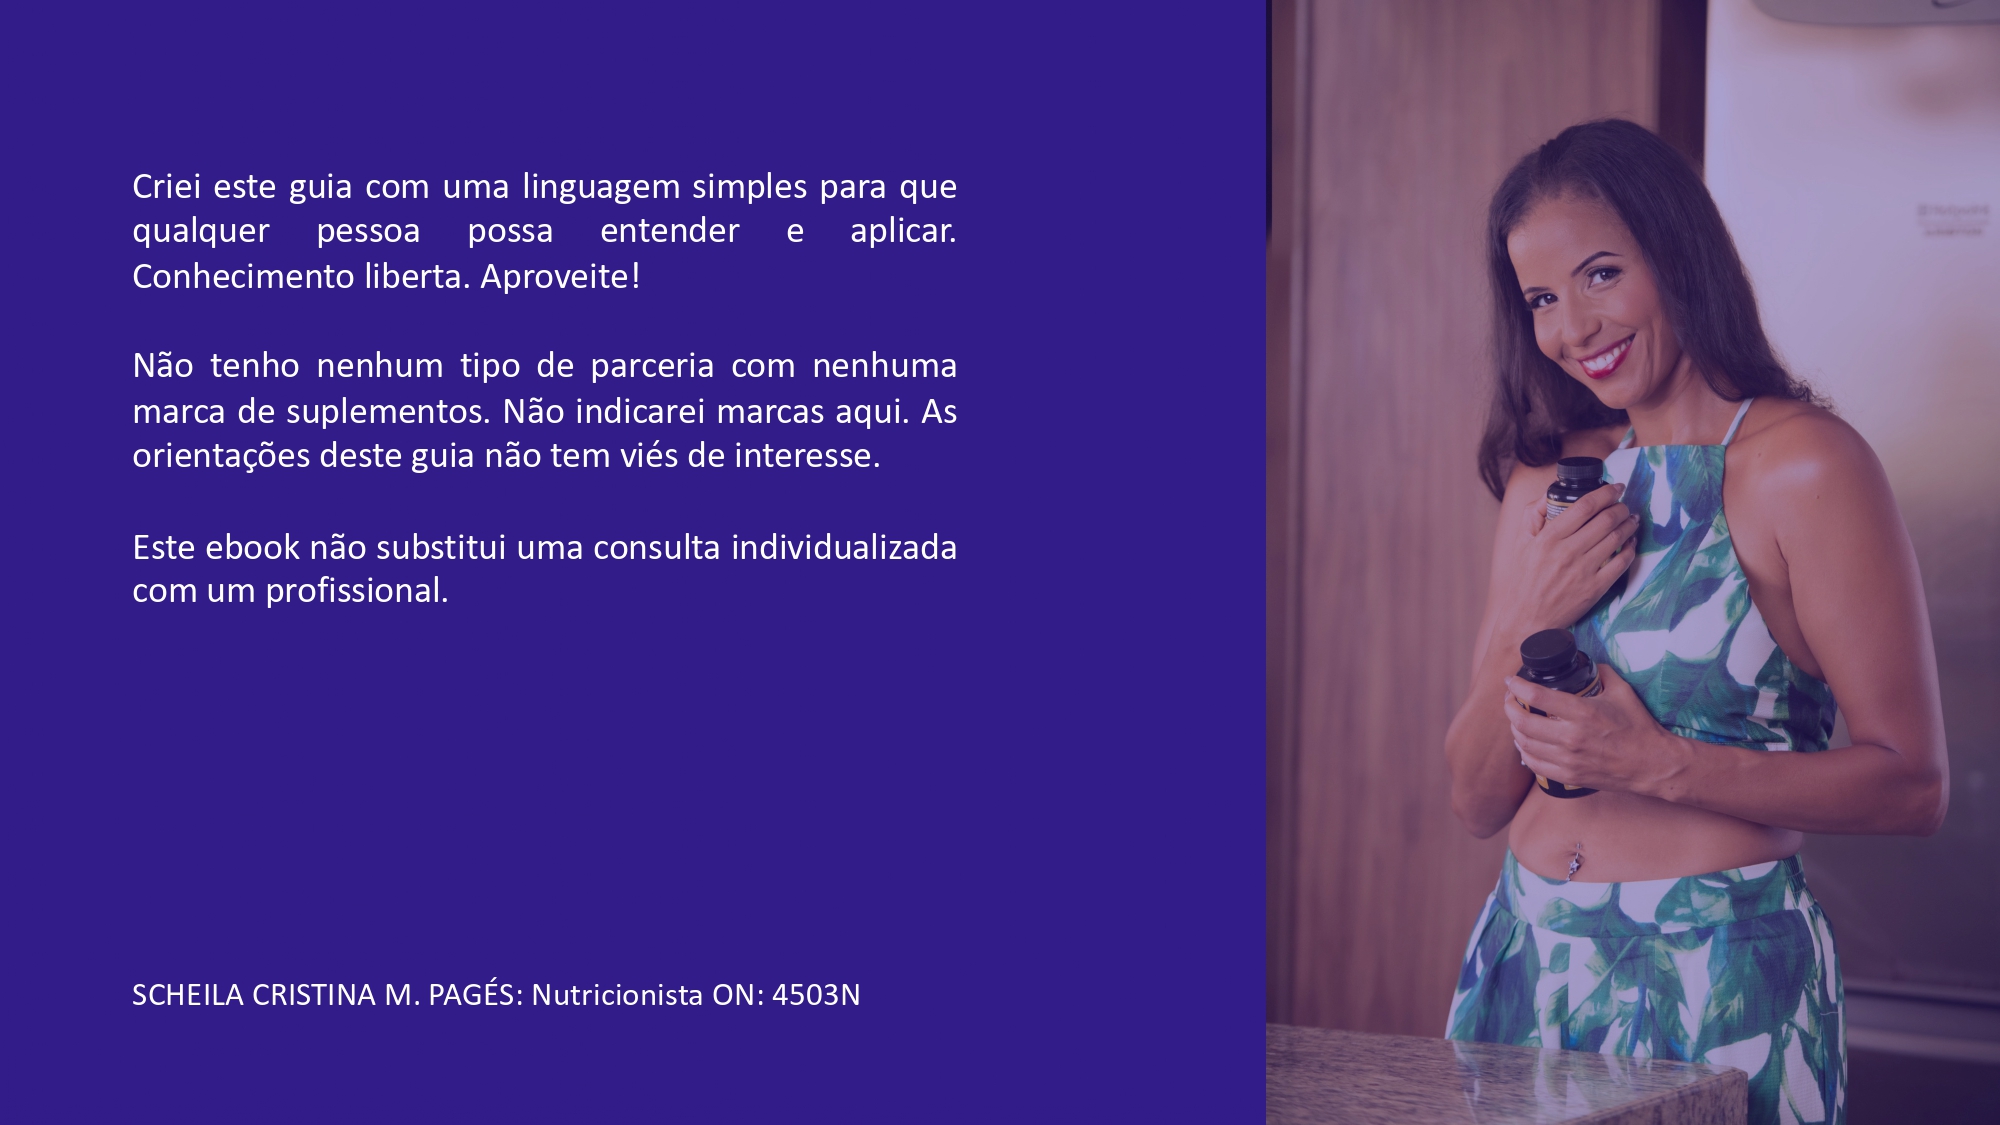 Criei este guia com uma linguagem simples para que
qualquer pessoa possa entender e aplicar.
Conhecimento liberta. Aproveite!
Não tenho nenhum tipo de parceria com nenhuma
marca de suplementos. Não indicarei marcas aqui. As
orientações deste guia não tem viés de interesse.
Este ebook não substitui uma consulta individualizada
com um profissional.
SCHEILA CRISTINA M. PAGÉS: Nutricionista ON: 4503N